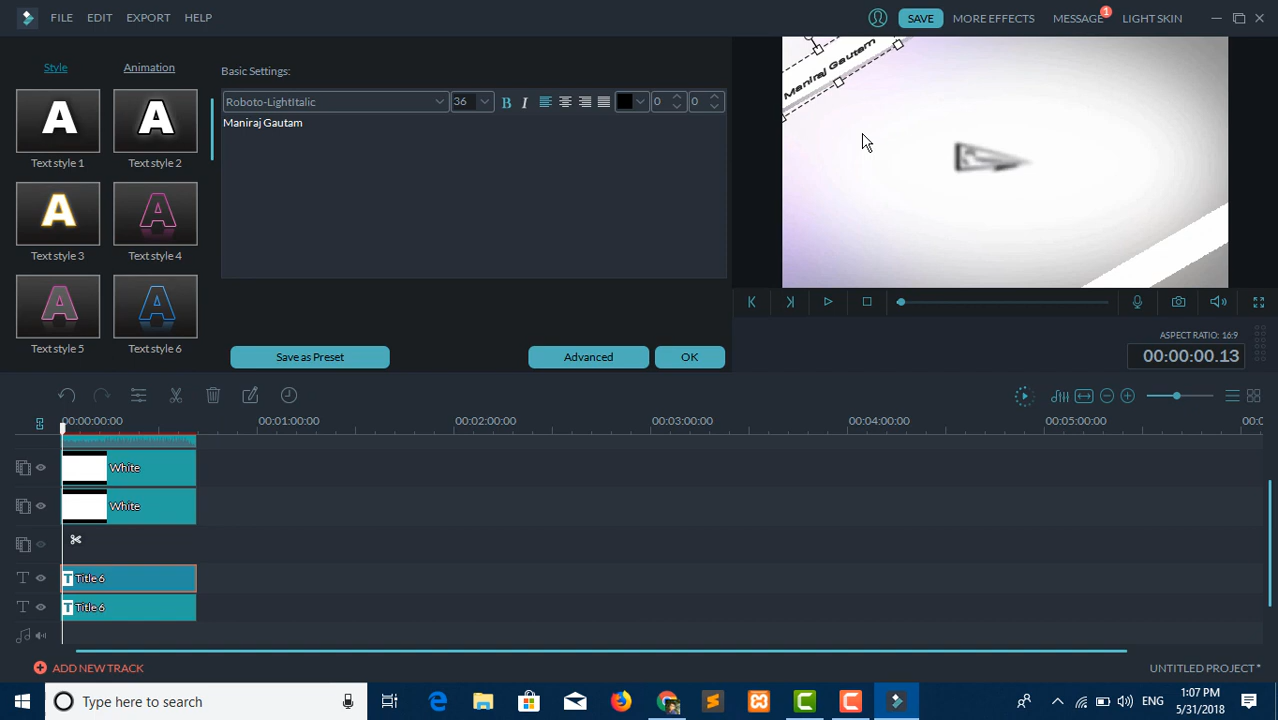 FILE EDIT EXPORT HELP
SAVE MORE EFFECTS MESSAGE 1 LIGHT SKIN
Style Animation
Basic Settings:
Roboto-LightItalic 36 B I 0 0
Maniraj Gautam
A A
Text style 1 Text style 2
A A
Text style 3 Text style 4
A A
Text style 5 Text style 6
Maniraj Gautam
Save as Preset Advanced OK
ASPECT RATIO: 16:9
00:00:00.13
00:00:00:00 00:01:00:00 00:02:00:00 00:03:00:00 00:04:00:00 00:05:00:00 00:0
White
White
T T Title 6
T T Title 6
ADD NEW TRACK UNTITLED PROJECT *
Type here to search
ENG
1:07 PM
5/31/2018